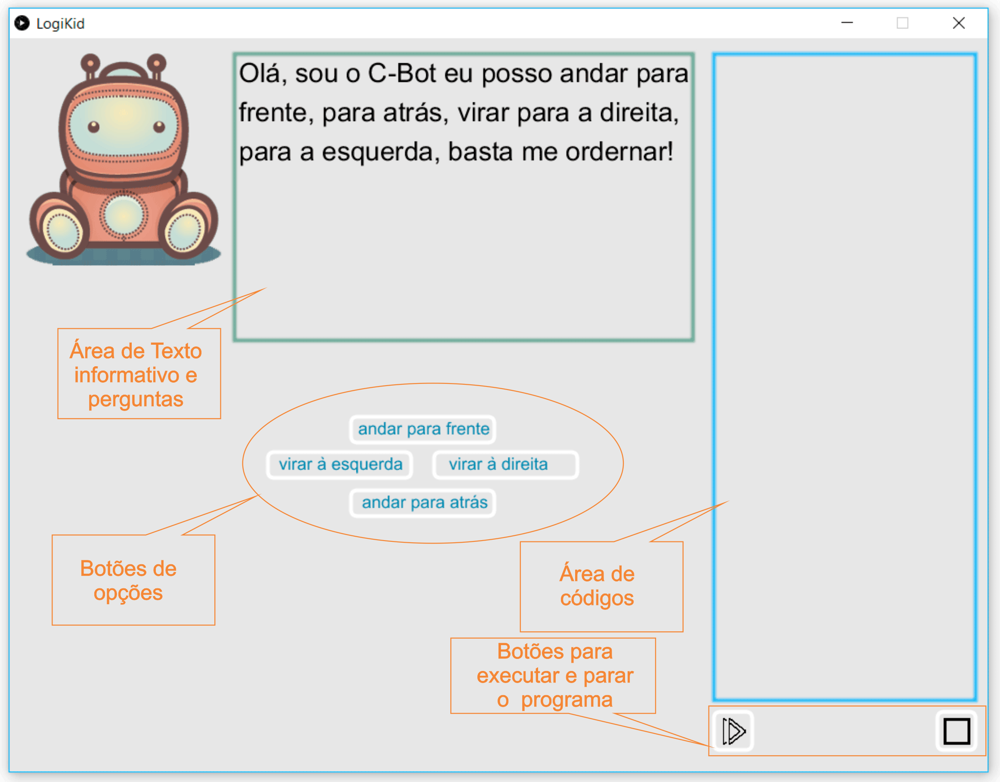 LogiKid
Olá, sou o C-Bot eu posso andar para
frente, para atrás, virar para a direita,
para a esquerda, basta me ordernar!
Área de Texto
informativo e
perguntas
andar para frente
virar à esquerda
virar à direita
andar para atrás
Botões de
opções
Área de
códigos
Botões para
executar e parar
o programa